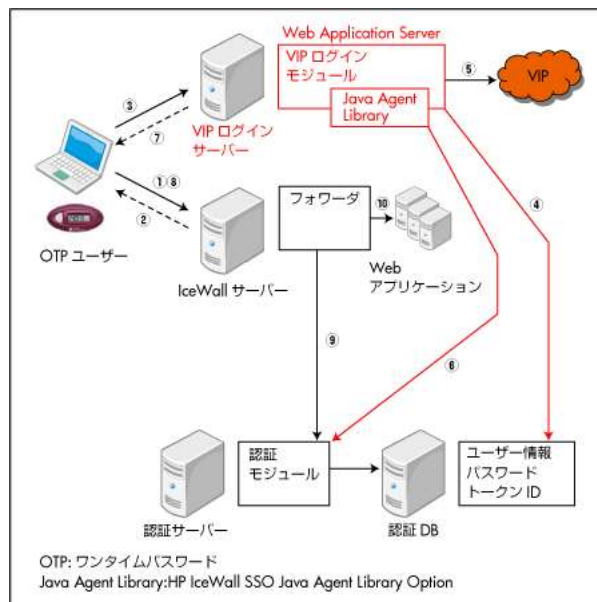 Web Application Server
VIP ログイン
モジュール
Java Agent
Library
⑤
VIP
③
⑦
VIP ログイン
サーバー
① ⑧
②
OTP ユーザー
IceWall サーバー
フォワーダ
⑩
Web
アプリケーション
④
⑨
⑥
認証サーバー
認証
モジュール
認証 DB
ユーザー情報
パスワード
トークン ID
OTP: ワンタイムパスワード
Java Agent Library:HP IceWall SSO Java Agent Library Option